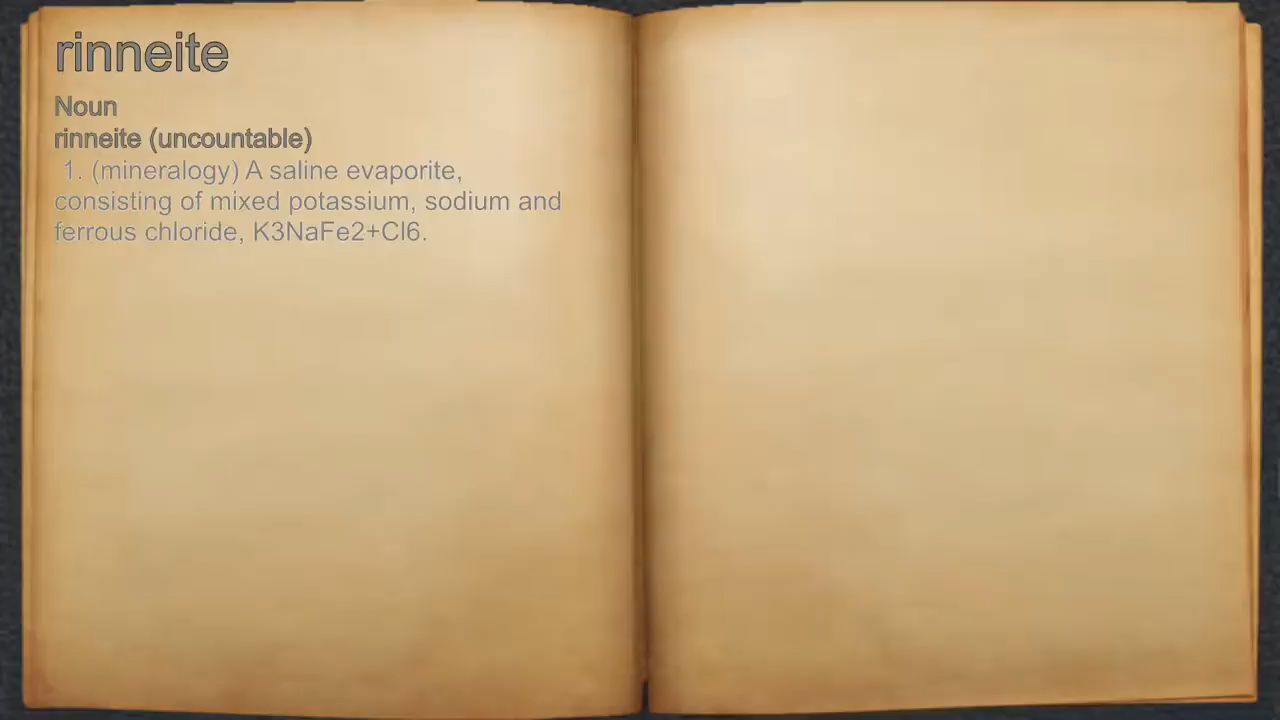 rinneite
Noun
rinneite (uncountable)
1. (mineralogy) A saline evaporite,
consisting of mixed potassium, sodium and
ferrous chloride, K3NaFe2+Cl6.